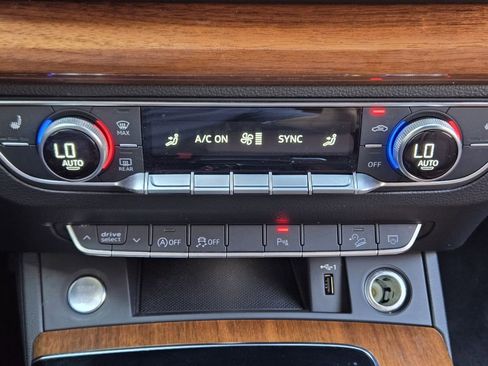 LO
AUTO
MAX
REAR
A/C ON
SYNC
OFF
LO
AUTO
drive
select
OFF
OFF
P